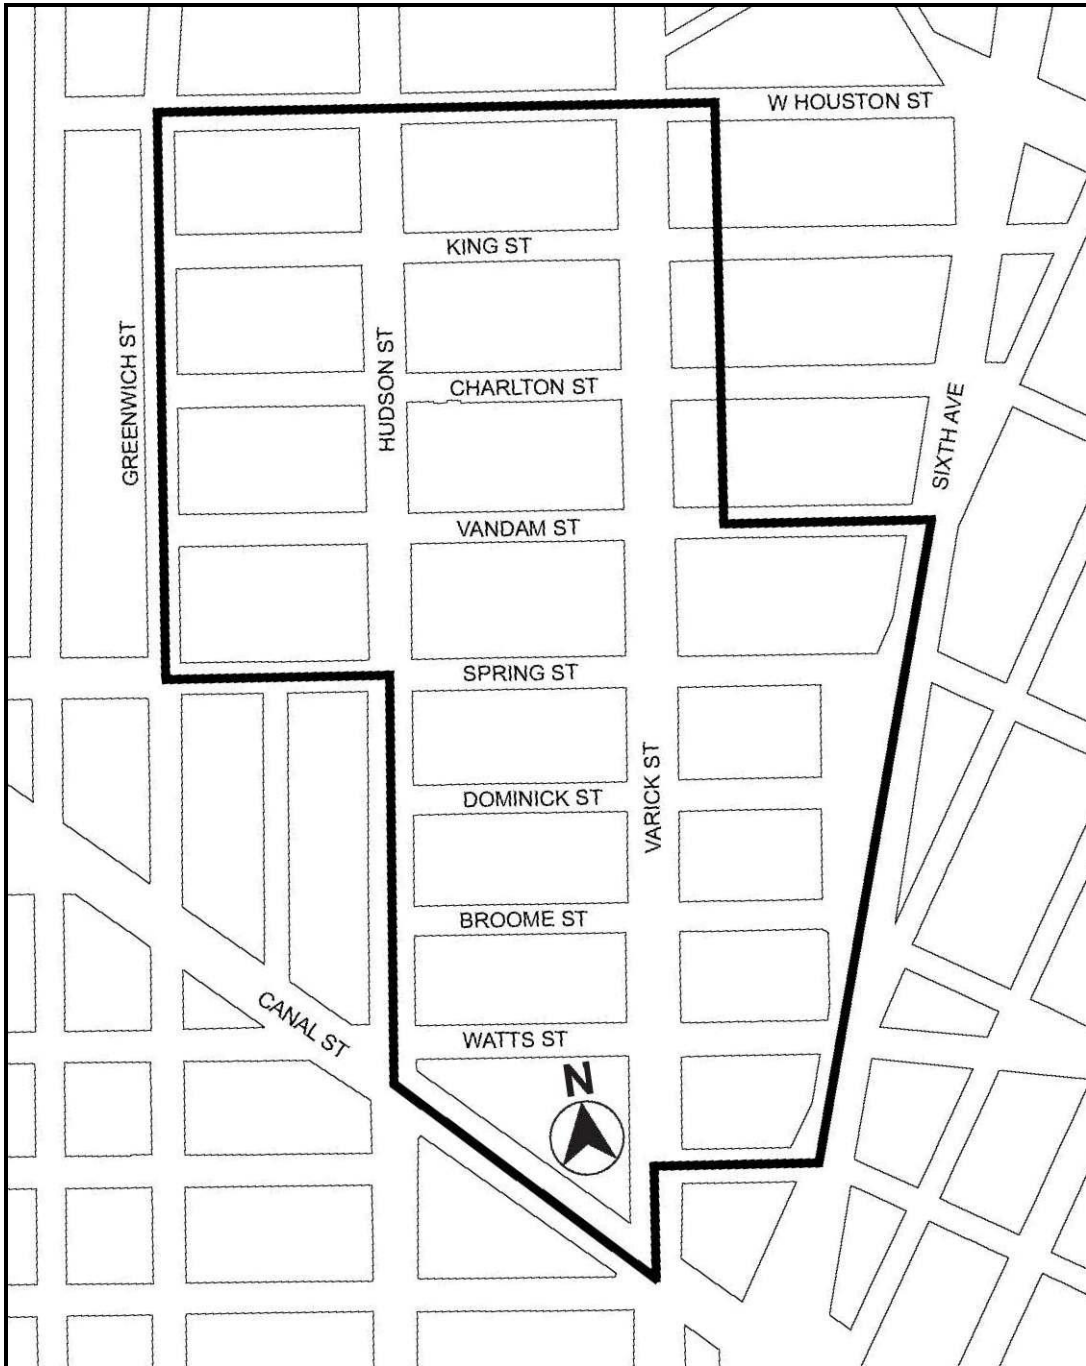 W HOUSTON ST
KING ST
GREENWICH ST
HUDSON ST
CHARLTON ST
SIXTH AVE
VANDAM ST
SPRING ST
VARICK ST
DOMINICK ST
BROOME ST
CANAL ST
WATTS ST
N